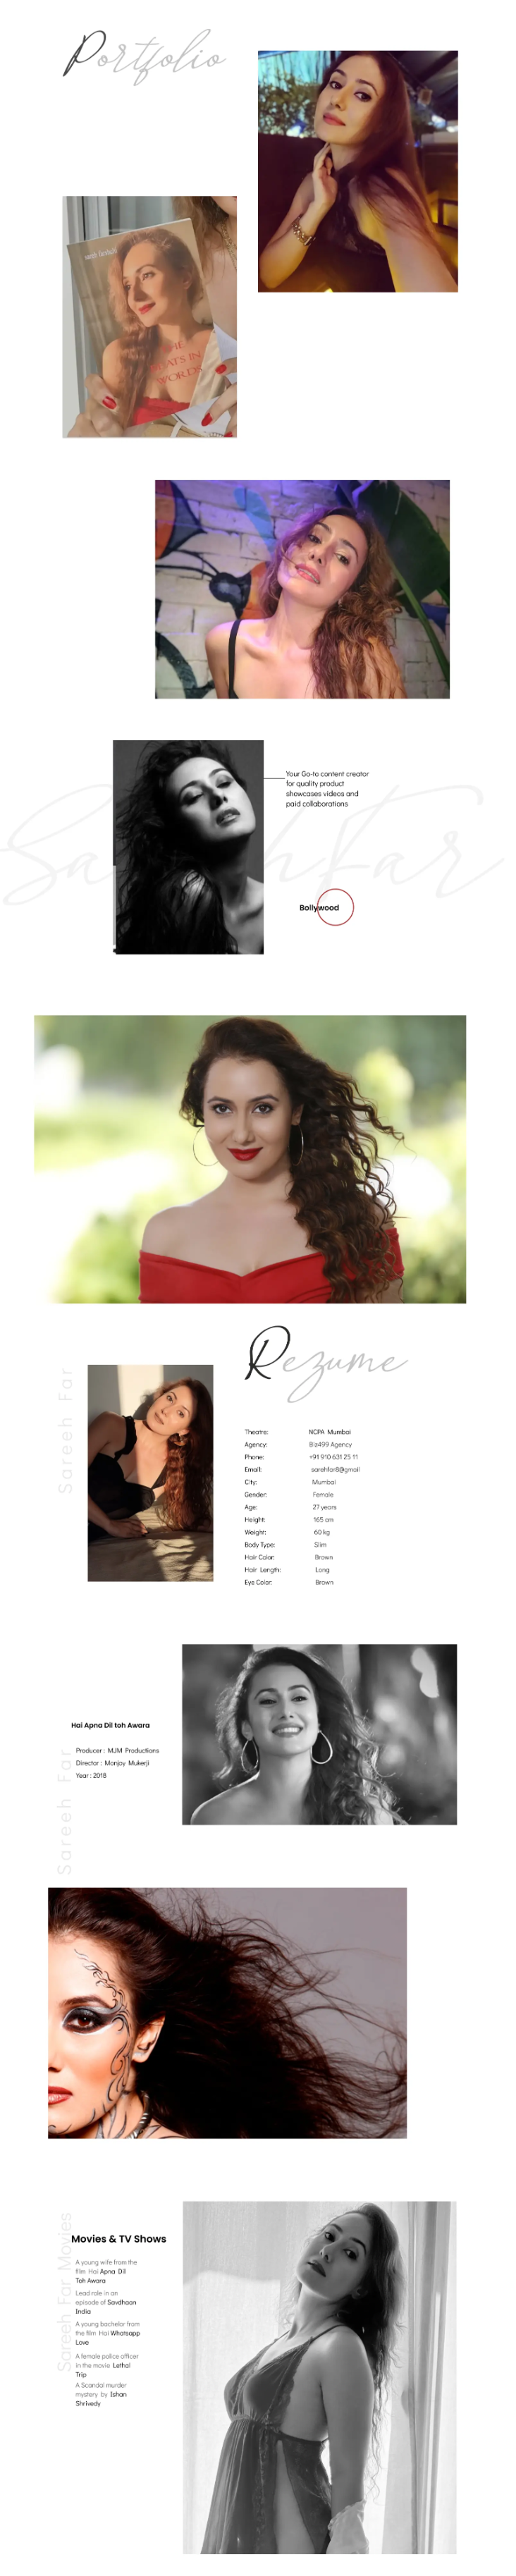 Portfolio
sareh farshchi
THE
BEATS IN
WORDS
Your Go-to content creator
for quality product
showcases videos and
paid collaborations
SareehFar
Bollywood
Rezume
Sareeh Far
Theatre: NCPA Mumbai
Agency: Biz499 Agency
Phone: +91 910 631 25 11
Email: sarehfar8@gmail
City: Mumbai
Gender: Female
Age: 27 years
Height: 165 cm
Weight: 60 kg
Body Type: Slim
Hair Color: Brown
Hair Length: Long
Eye Color: Brown
Hai Apna Dil toh Awara
Sareeh Far
Producer : MJM Productions
Director : Monjoy Mukerji
Year : 2018
Sareeh Far Movies
Movies & TV Shows
A young wife from the
film Hai Apna Dil
Toh Awara
Lead role in an
episode of Savdhaan
India
A young bachelor from
the film Hai Whatsapp
Love
A female police officer
in the movie Lethal
Trip
A Scandal murder
mystery by Ishan
Shrivedy